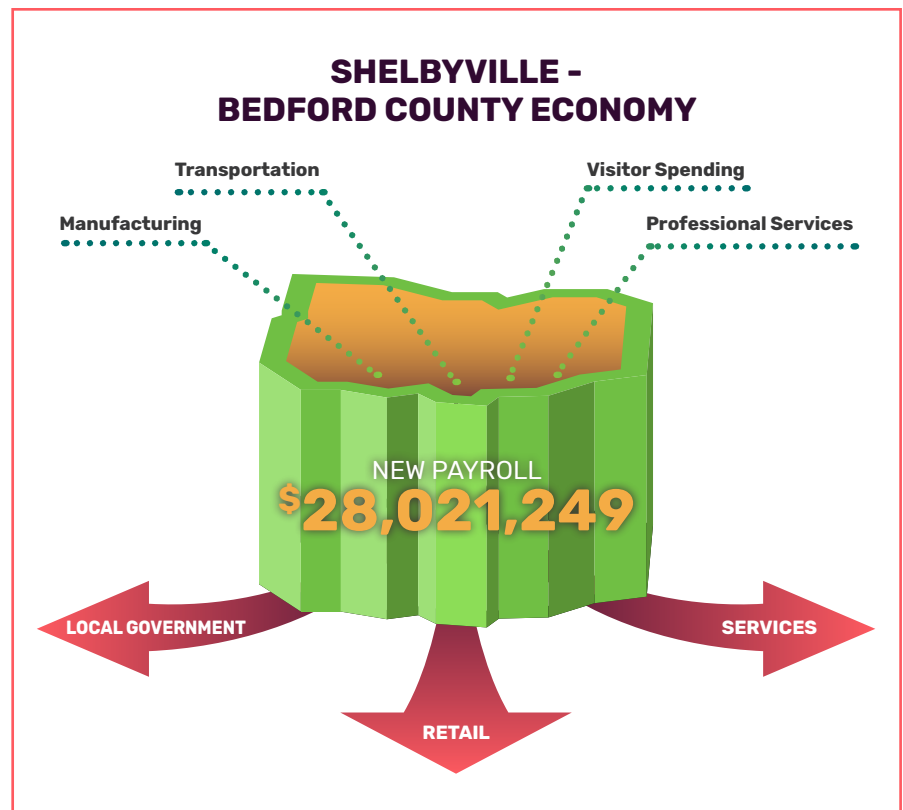 SHELBYVILLE -
BEDFORD COUNTY ECONOMY
Transportation
Visitor Spending
Manufacturing
Professional Services
NEW PAYROLL
$28,021,249
LOCAL GOVERNMENT
SERVICES
RETAIL